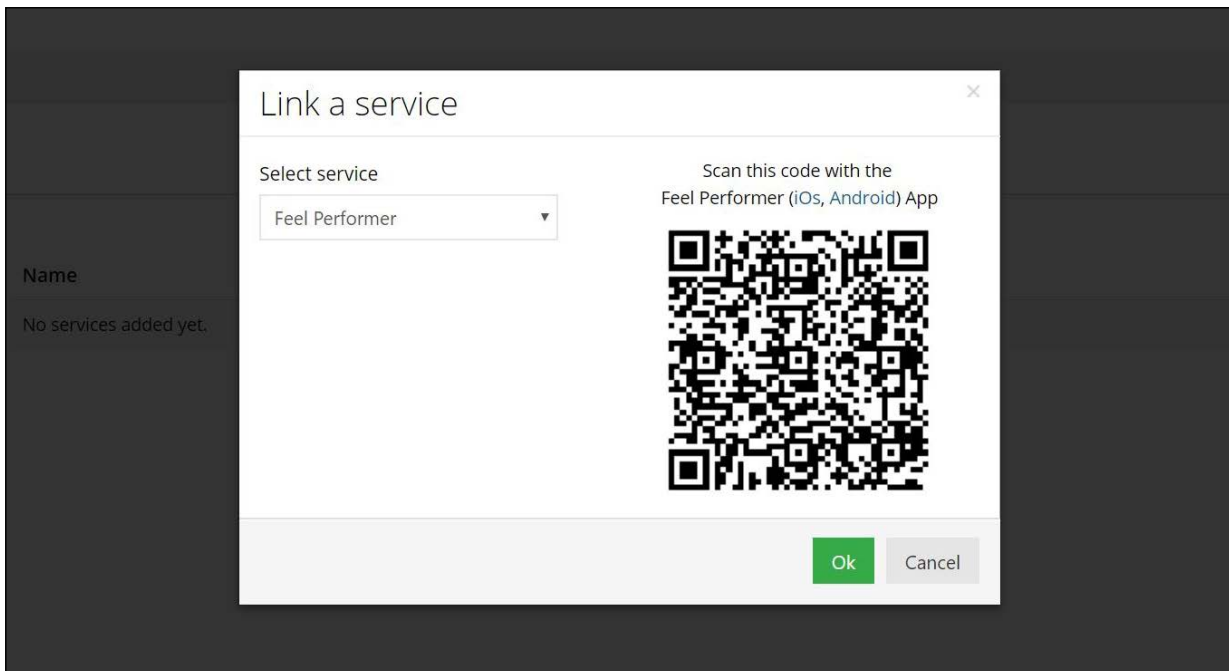 Link a service
×
Select service
Feel Performer
Scan this code with the
Feel Performer (iOs, Android) App
Name
No services added yet.
Ok
Cancel